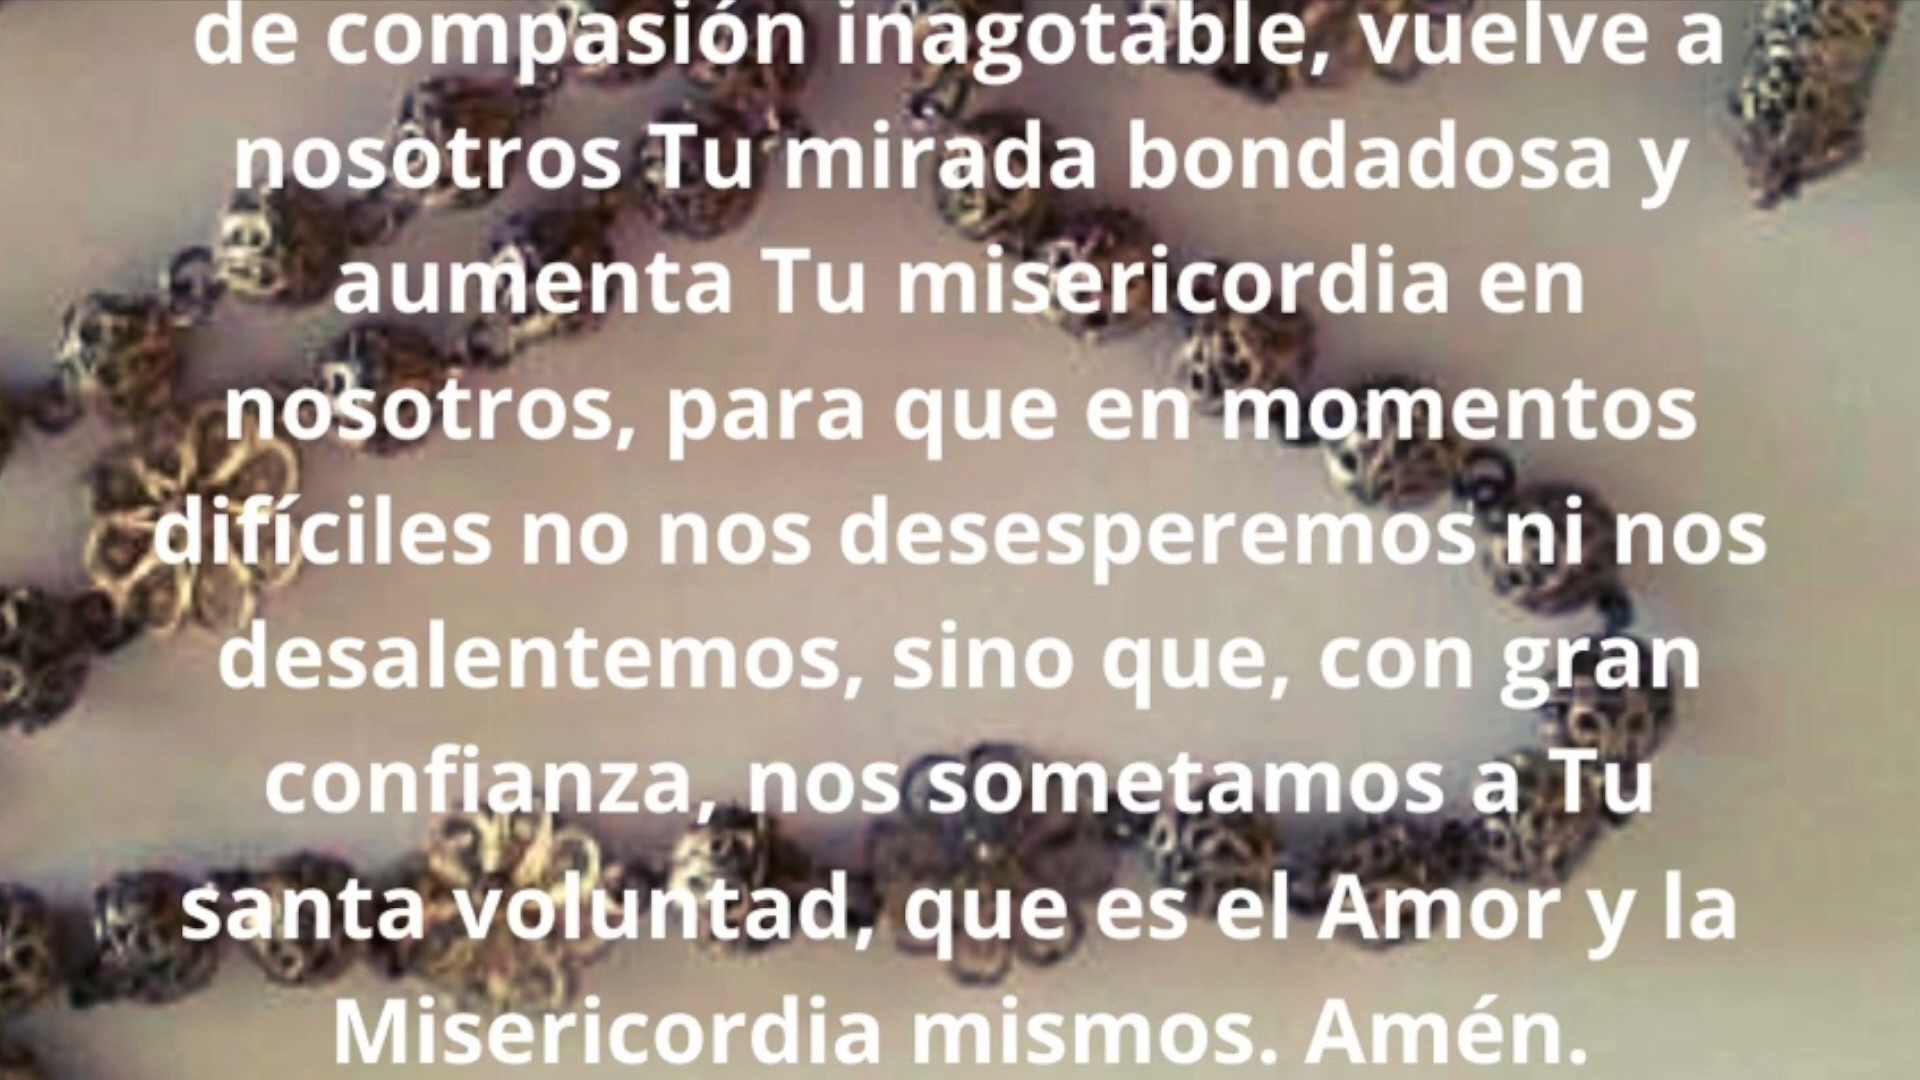 de compasión inagotable, vuelve a
nosotros Tu mirada bondadosa y
aumenta Tu misericordia en
nosotros, para que en momentos
difíciles no nos desesperemos ni nos
desalentemos, sino que, con gran
confianza, nos sometamos a Tu
santa voluntad, que es el Amor y la
Misericordia mismos. Amén.